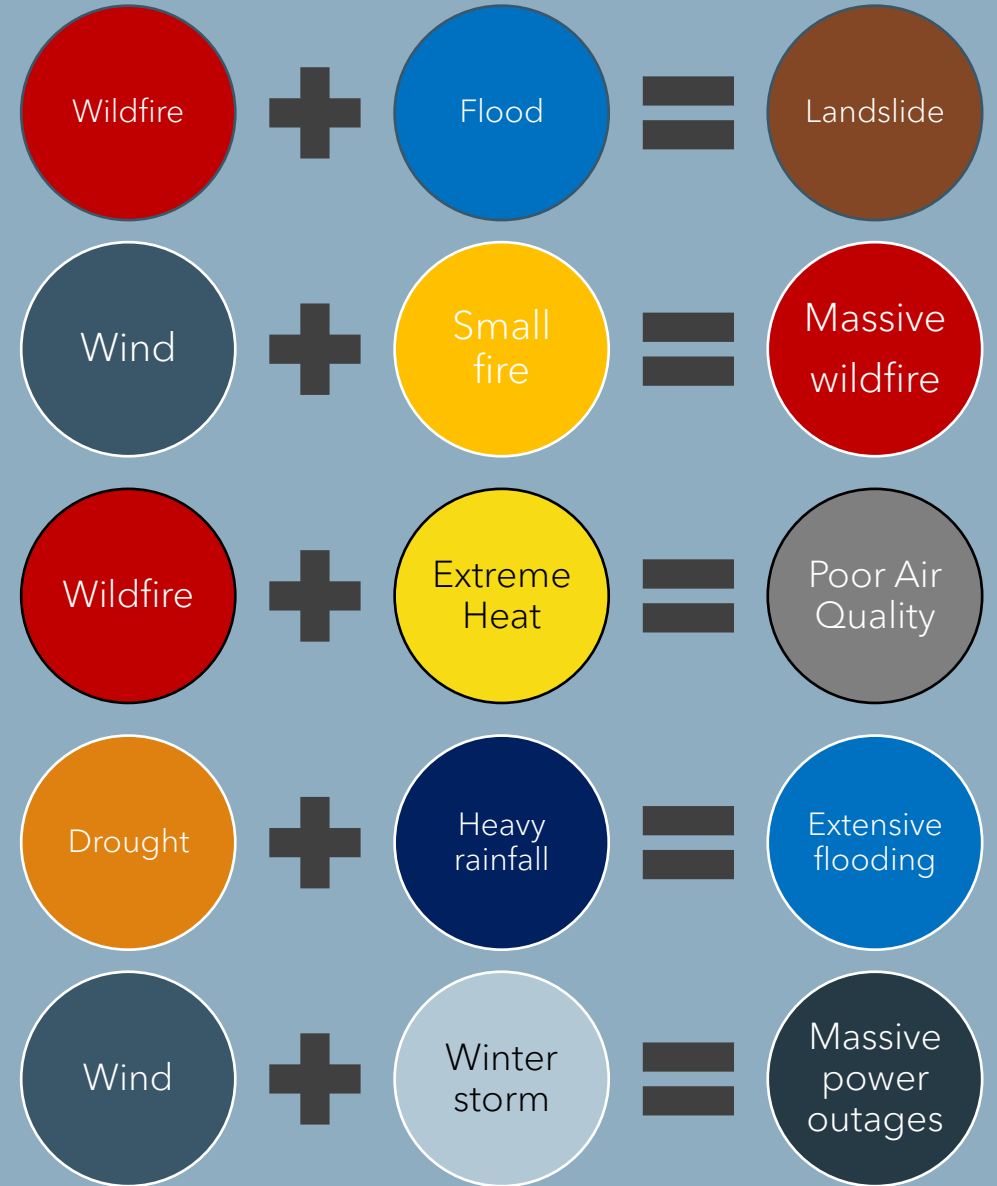 Wildfire + Flood = Landslide
Wind + Small
fire = Massive
wildfire
Wildfire + Extreme
Heat = Poor Air
Quality
Drought + Heavy
rainfall = Extensive
flooding
Wind + Winter
storm = Massive
power
outages